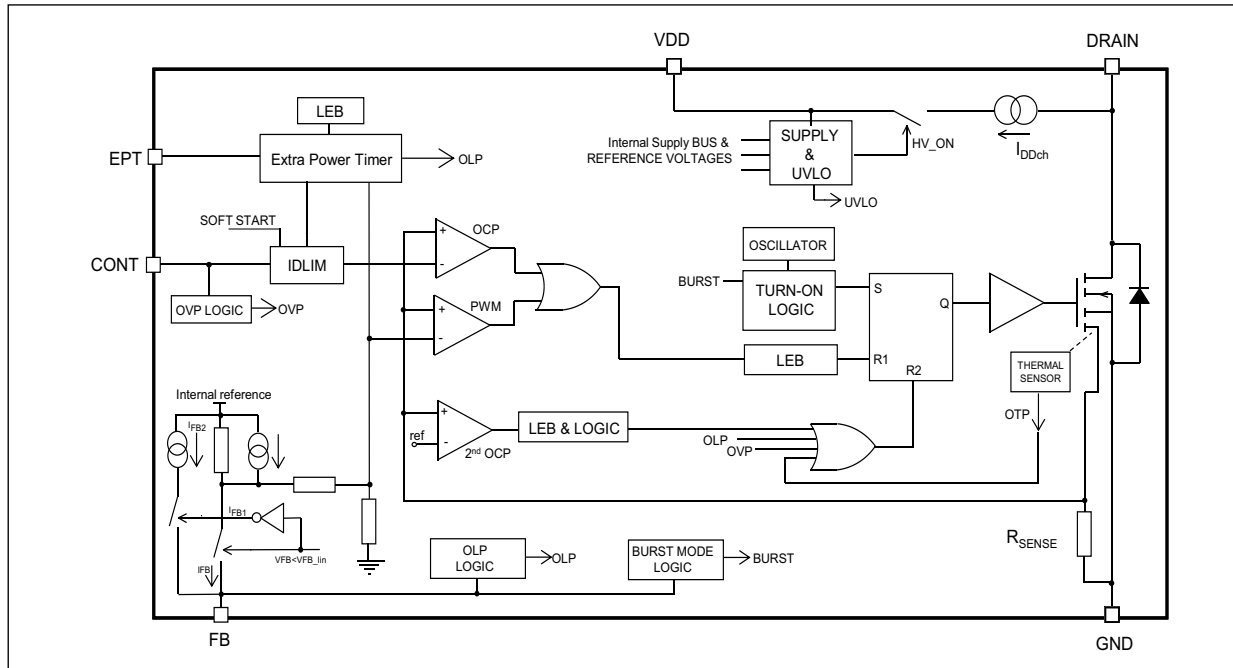 VDD
DRAIN
LEB
EPT
Extra Power Timer
OLP
Internal Supply BUS &
REFERENCE VOLTAGES
SUPPLY
&
UVLO
HV_ON
IDDch
UVLO
SOFT START
CONT
IDLIM
OCP
OVP LOGIC
OVP
+
-
PWM
+
-
OSCILLATOR
BURST
TURN-ON
LOGIC
S
Q
R1
R2
LEB
THERMAL
SENSOR
OTP
Internal reference
IFB2
+
-
ref
2nd OCP
LEB & LOGIC
OLP
OVP
IFB1
VFB<VFB_lin
IFB
OLP
LOGIC
OLP
BURST MODE
LOGIC
BURST
RSENSE
FB
GND